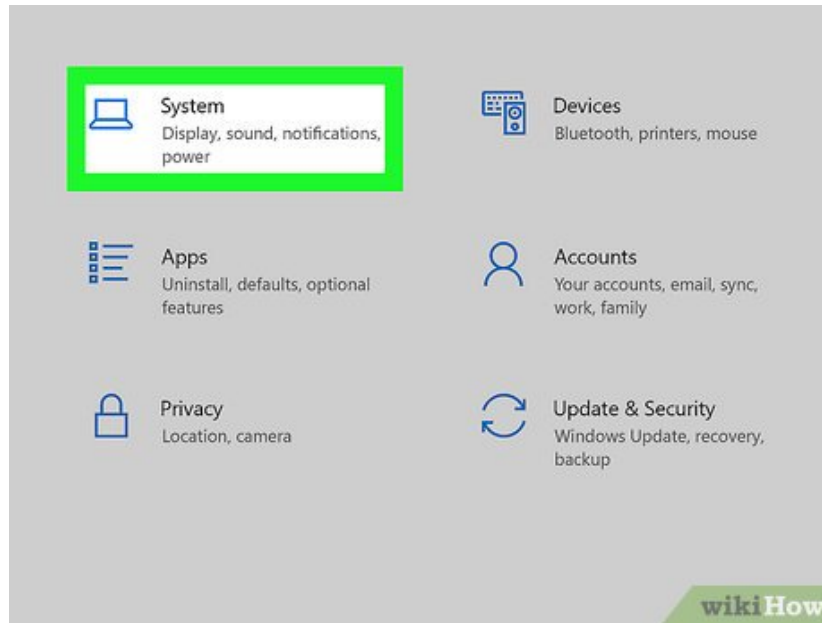 System
Display, sound, notifications,
power
Devices
Bluetooth, printers, mouse
Apps
Uninstall, defaults, optional
features
Accounts
Your accounts, email, sync,
work, family
Privacy
Location, camera
Update & Security
Windows Update, recovery,
backup
wikiHow